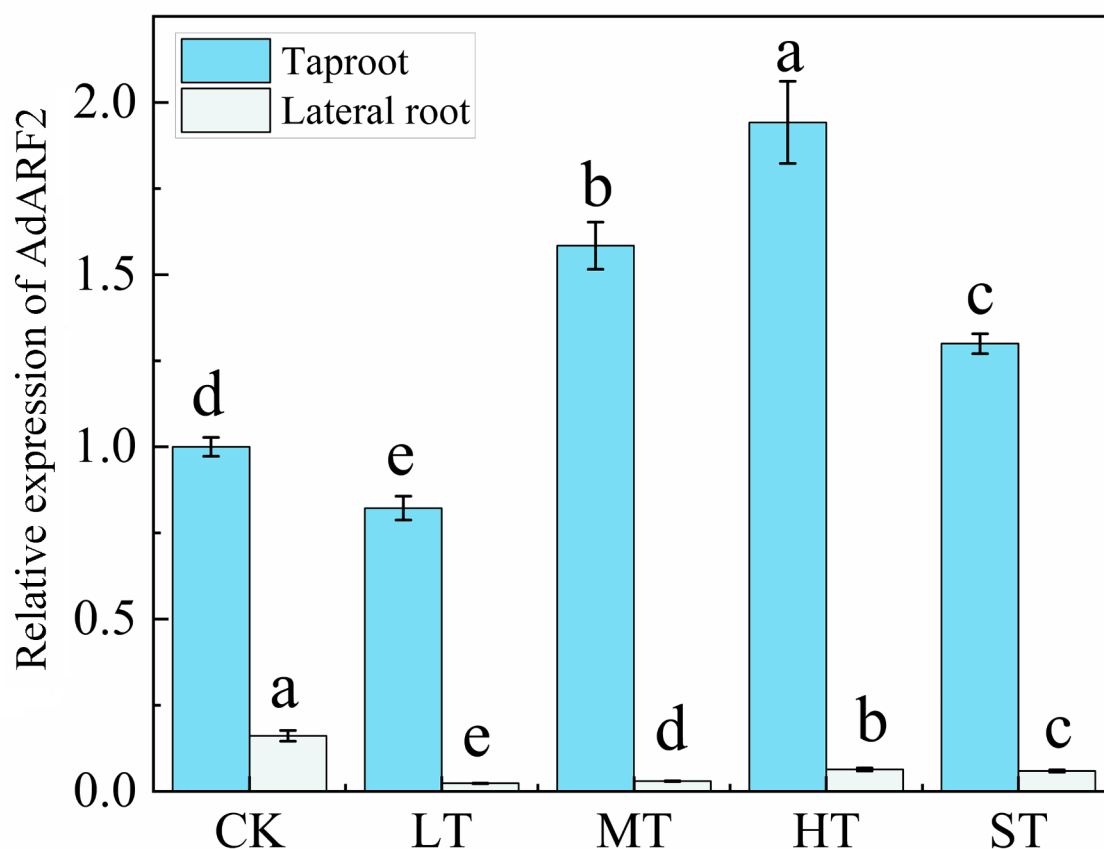 Taproot
Lateral root
Relative expression of AdARF2
2.0
1.5
1.0
0.5
0.0
d
a
e
e
b
d
a
b
c
c
CK LT MT HT ST